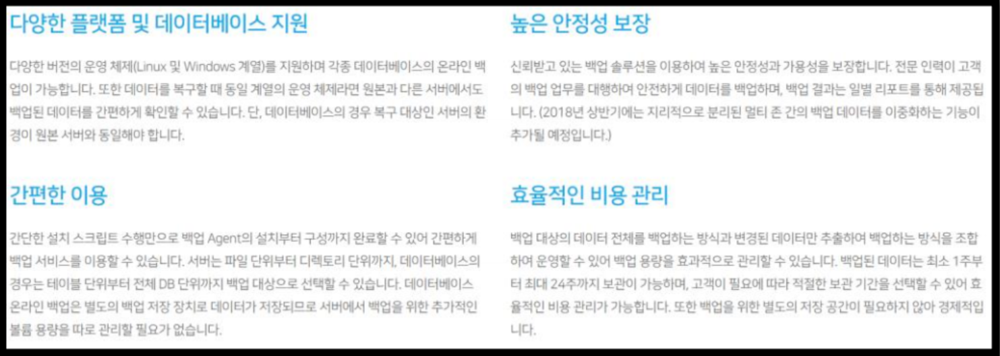 다양한 플랫폼 및 데이터베이스 지원
다양한 버전의 운영 체제(Linux 및 Windows 계열)를 지원하며 각종 데이터베이스의 온라인 백
업이 가능합니다. 또한 데이터를 복구할 때 동일 계열의 운영 체제라면 원본과 다른 서버에서도
백업된 데이터를 간편하게 확인할 수 있습니다. 단, 데이터베이스의 경우 복구 대상인 서버의 환
경이 원본 서버와 동일해야 합니다.
높은 안정성 보장
신뢰받고 있는 백업 솔루션을 이용하여 높은 안정성과 가용성을 보장합니다. 전문 인력이 고객
의 백업 업무를 대행하여 안전하게 데이터를 백업하며, 백업 결과는 일별 리포트를 통해 제공됩
니다. (2018년 상반기에는 지리적으로 분리된 멀티 존 간의 백업 데이터를 이중화하는 기능이
추가될 예정입니다.)
간편한 이용
간단한 설치 스크립트 수행만으로 백업 Agent의 설치부터 구성까지 완료할 수 있어 간편하게
백업 서비스를 이용할 수 있습니다. 서버는 파일 단위부터 디렉토리 단위까지, 데이터베이스의
경우는 테이블 단위부터 전체 DB 단위까지 백업 대상으로 선택할 수 있습니다. 데이터베이스
온라인 백업은 별도의 백업 저장 장치로 데이터가 저장되므로 서버에서 백업을 위한 추가적인
볼륨 용량을 따로 관리할 필요가 없습니다.
효율적인 비용 관리
백업 대상의 데이터 전체를 백업하는 방식과 변경된 데이터만 추출하여 백업하는 방식을 조합
하여 운영할 수 있어 백업 용량을 효과적으로 관리할 수 있습니다. 백업된 데이터는 최소 1주부
터 최대 24주까지 보관이 가능하며, 고객이 필요에 따라 적절한 보관 기간을 선택할 수 있어 효
율적인 비용 관리가 가능합니다. 또한 백업을 위한 별도의 저장 공간이 필요하지 않아 경제적입
니다.